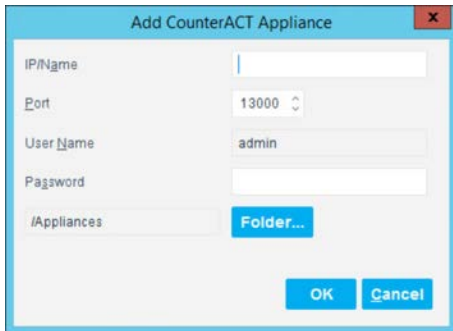 Add CounterACT Appliance
x
IP/Name
Port 13000
User Name admin
Password
/Appliances Folder...
OK Cancel